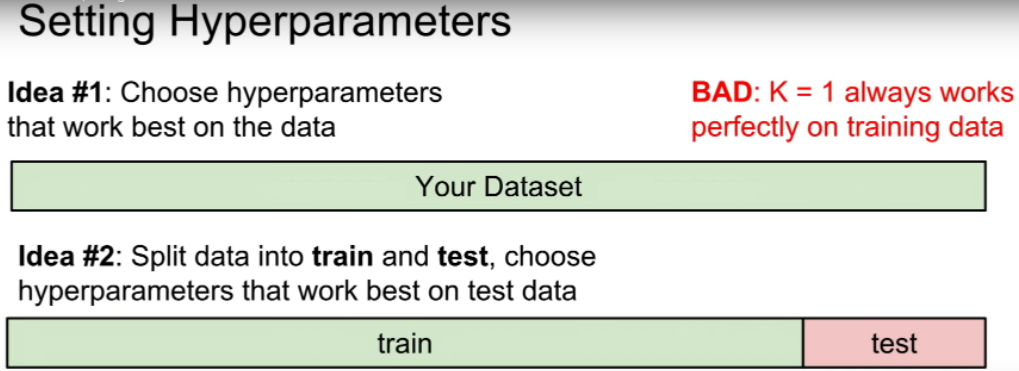 Setting Hyperparameters
Idea #1: Choose hyperparameters
that work best on the data
BAD: K = 1 always works
perfectly on training data
Your Dataset
Idea #2: Split data into train and test, choose
hyperparameters that work best on test data
train
test